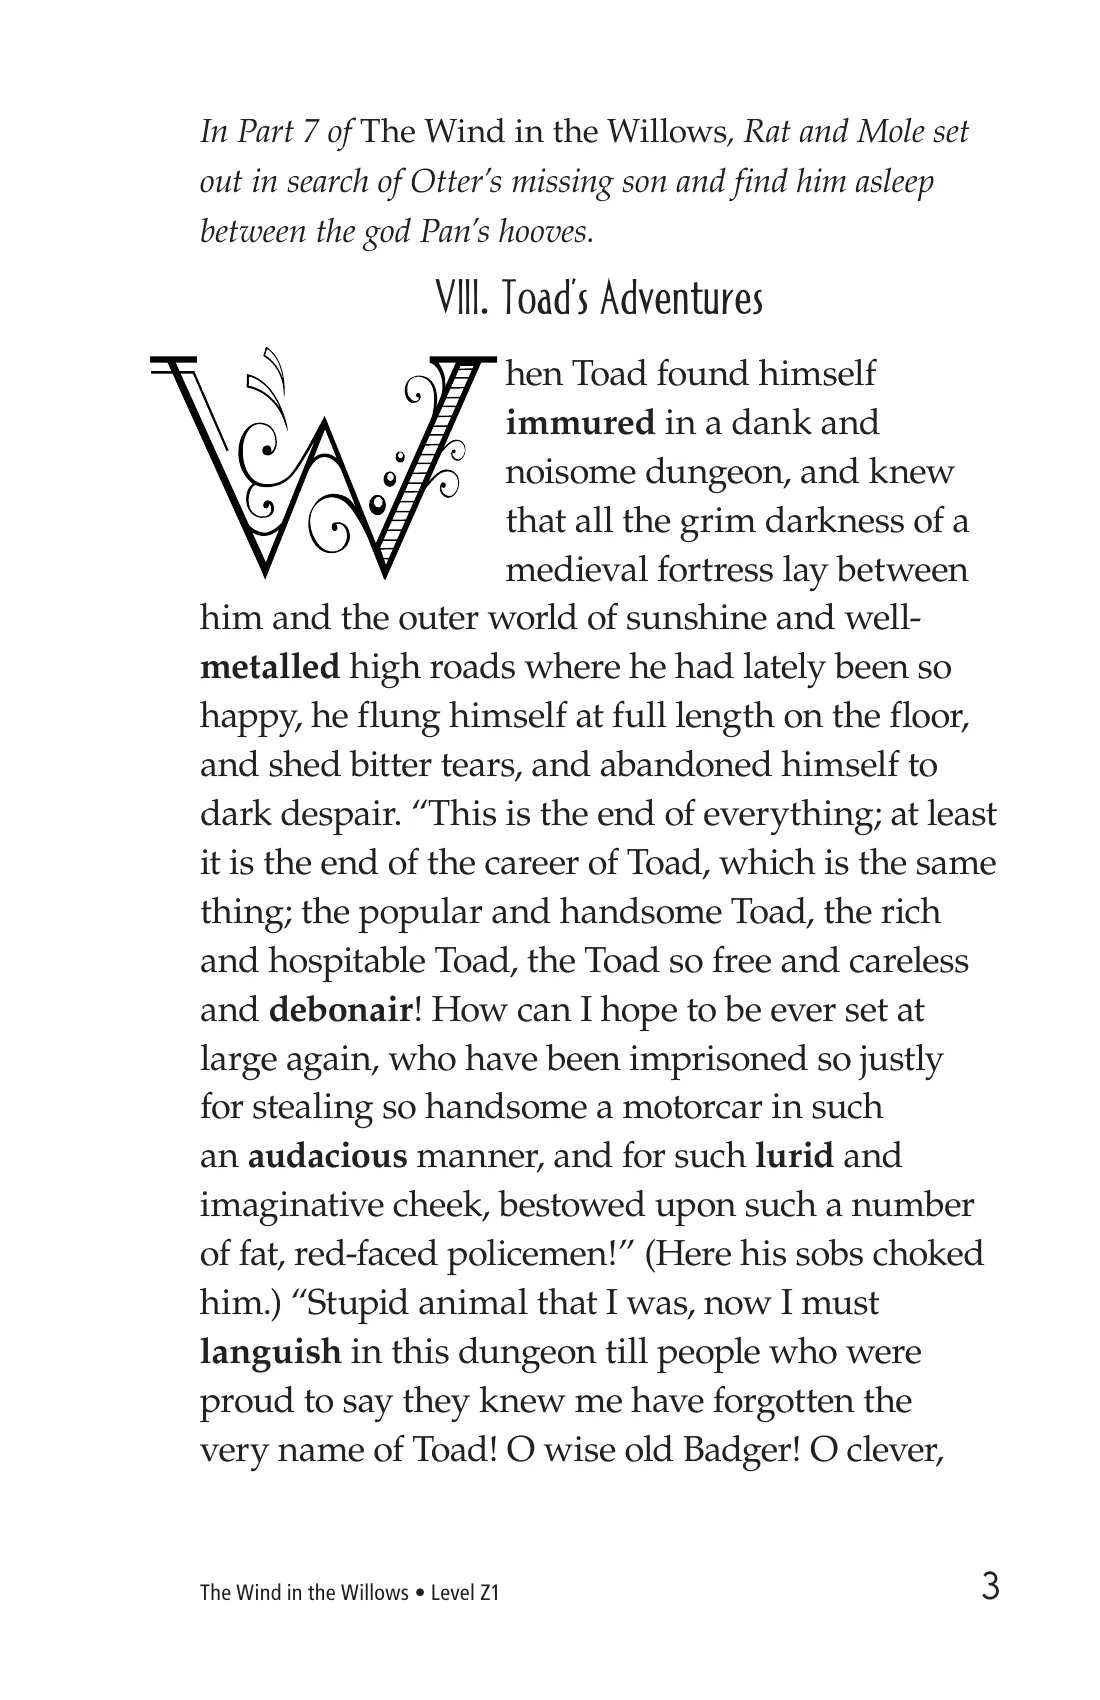 In Part 7 of The Wind in the Willows, Rat and Mole set
out in search of Otter’s missing son and find him asleep
between the god Pan’s hooves.
VIII. Toad’s Adventures
When Toad found himself
immured in a dank and
noisome dungeon, and knew
that all the grim darkness of a
medieval fortress lay between
him and the outer world of sunshine and well-
metalled high roads where he had lately been so
happy, he flung himself at full length on the floor,
and shed bitter tears, and abandoned himself to
dark despair. “This is the end of everything; at least
it is the end of the career of Toad, which is the same
thing; the popular and handsome Toad, the rich
and hospitable Toad, the Toad so free and careless
and debonair! How can I hope to be ever set at
large again, who have been imprisoned so justly
for stealing so handsome a motorcar in such
an audacious manner, and for such lurid and
imaginative cheek, bestowed upon such a number
of fat, red-faced policemen!” (Here his sobs choked
him.) “Stupid animal that I was, now I must
languish in this dungeon till people who were
proud to say they knew me have forgotten the
very name of Toad! O wise old Badger! O clever,
The Wind in the Willows • Level Z1
3